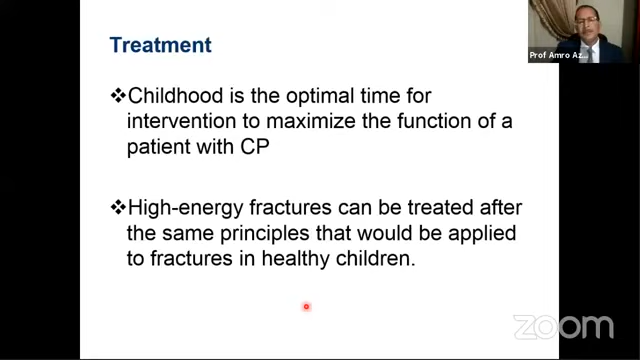 Treatment
❖Childhood is the optimal time for
intervention to maximize the function of a
patient with CP
❖High-energy fractures can be treated after
the same principles that would be applied
to fractures in healthy children.
Prof Amro Az...
zoom